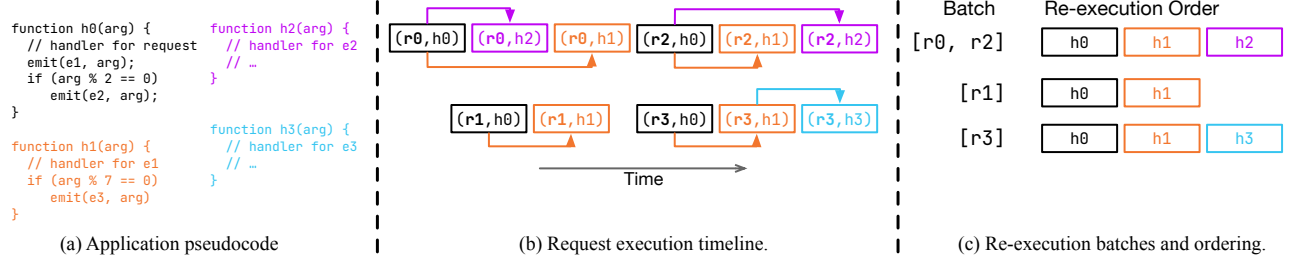 function h0(arg) {
  // handler for request
  emit(e1, arg);
  if (arg % 2 == 0)
     emit(e2, arg);
}
function h1(arg) {
  // handler for e1
  if (arg % 7 == 0)
     emit(e3, arg)
}
function h2(arg) {
  // handler for e2
  // …
}
function h3(arg) {
  // handler for e3
  // …
}
(a) Application pseudocode
(r0,h0) (r0,h2) (r0,h1) (r2,h0) (r2,h1) (r2,h2)
(r1,h0) (r1,h1) (r3,h0) (r3,h1) (r3,h3)
Time
(b) Request execution timeline.
Batch Re-execution Order
[r0, r2] h0 h1 h2
[r1] h0 h1
[r3] h0 h1 h3
(c) Re-execution batches and ordering.